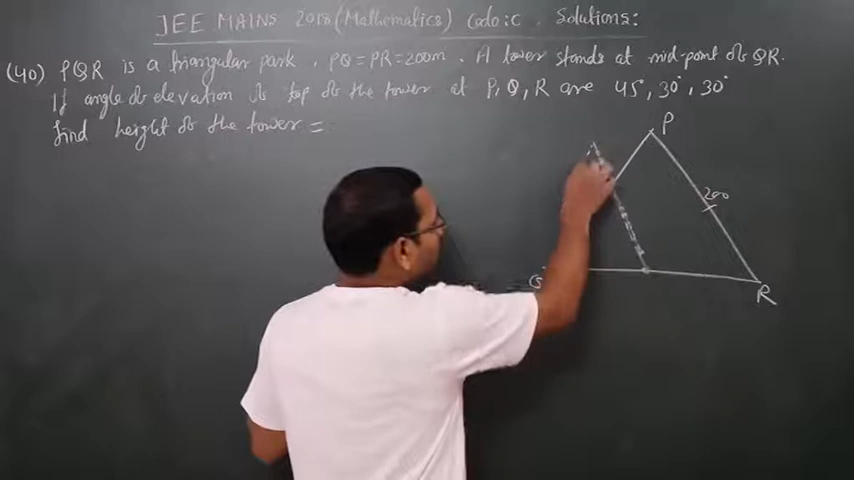 JEE MAINS 2018 (Mathematics) Code:C. Solutions:
(40) PQR is a triangular park. PQ=PR=200m. A tower stands at mid-point of QR.
If angle of elevation of top of the tower at P,Q,R are 45°,30°,30°
find height of the tower =
P
200
Q
R